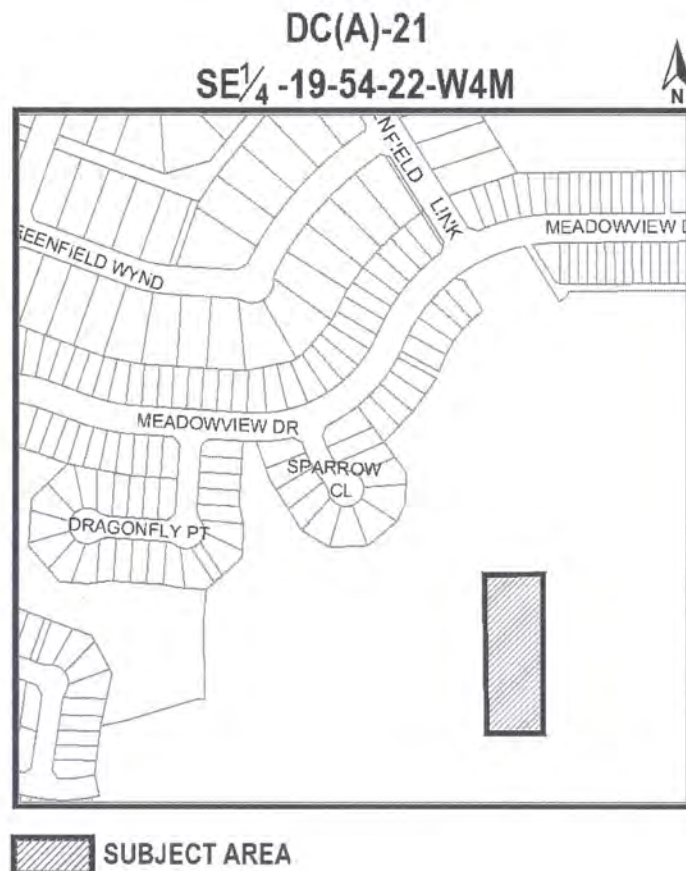 DC(A)-21
SE¼ -19-54-22-W4M
N
ENFIELD LINK
MEADOWVIEW D
EENFIELD WYND
MEADOWVIEW DR
SPARROW
CL
DRAGONFLY PT
SUBJECT AREA